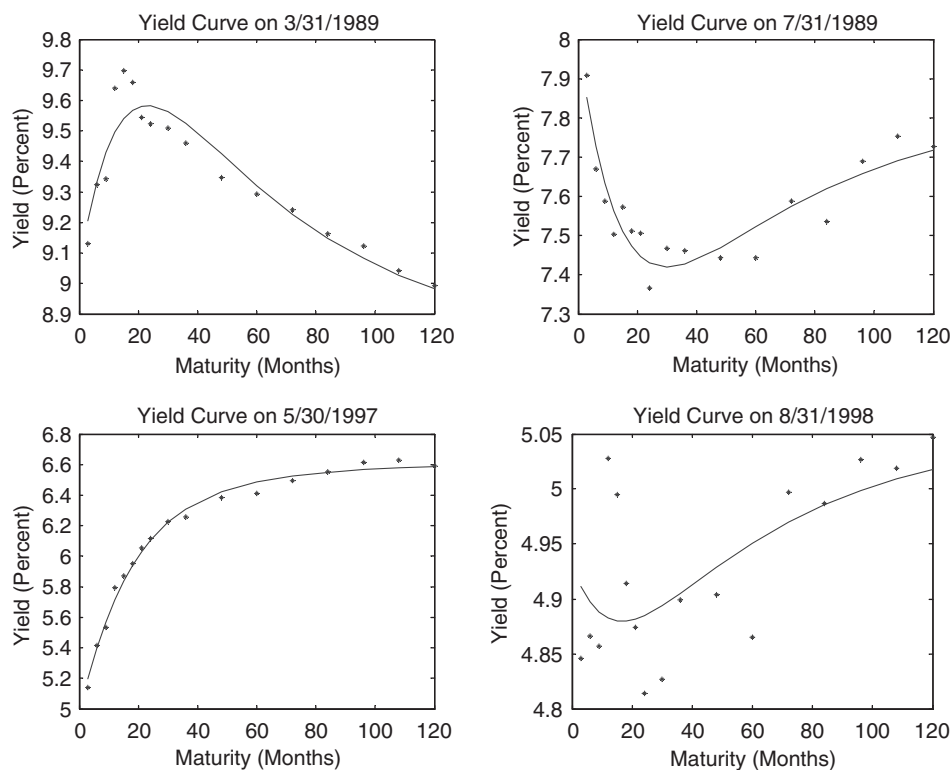 Yield Curve on 3/31/1989
9.8
9.7
9.6
9.5
9.4
9.3
9.2
9.1
9
8.9
Yield (Percent)
0 20 40 60 80 100 120
Maturity (Months)
Yield Curve on 7/31/1989
8
7.9
7.8
7.7
7.6
7.5
7.4
7.3
Yield (Percent)
0 20 40 60 80 100 120
Maturity (Months)
Yield Curve on 5/30/1997
6.8
6.6
6.4
6.2
6
5.8
5.6
5.4
5.2
5
Yield (Percent)
0 20 40 60 80 100 120
Maturity (Months)
Yield Curve on 8/31/1998
5.05
5
4.95
4.9
4.85
4.8
Yield (Percent)
0 20 40 60 80 100 120
Maturity (Months)